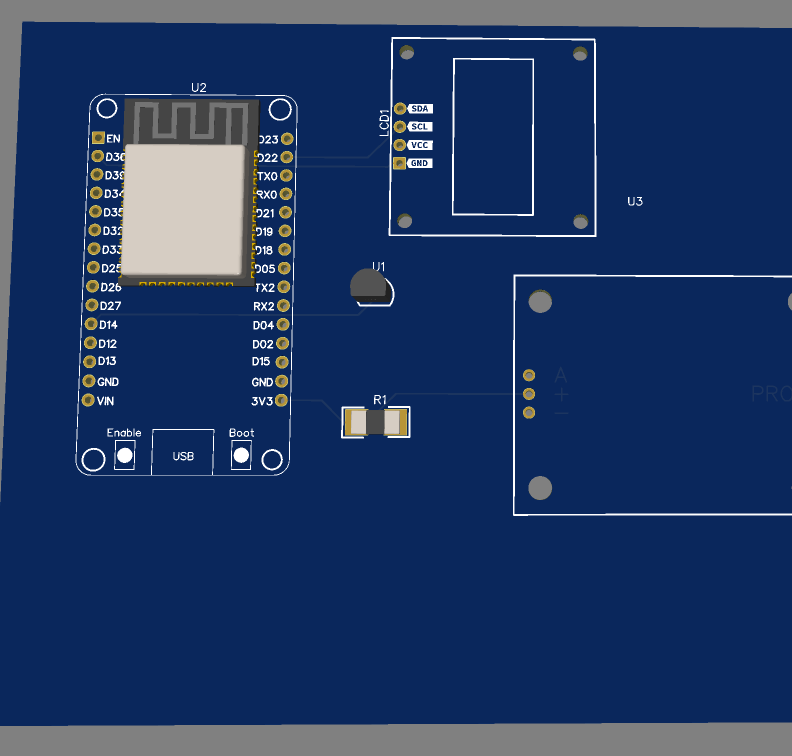 U2
EN
D36
D39
D34
D35
D32
D33
D25
D26
D27
D14
D12
D13
GND
VIN
D23
D22
TX0
RX0
D21
D19
D18
D05
TX2
RX2
D04
D02
D15
GND
3V3
Enable
USB
Boot
LCD1
SDA
SCL
VCC
GND
U3
U1
R1
A
+
−
PRO